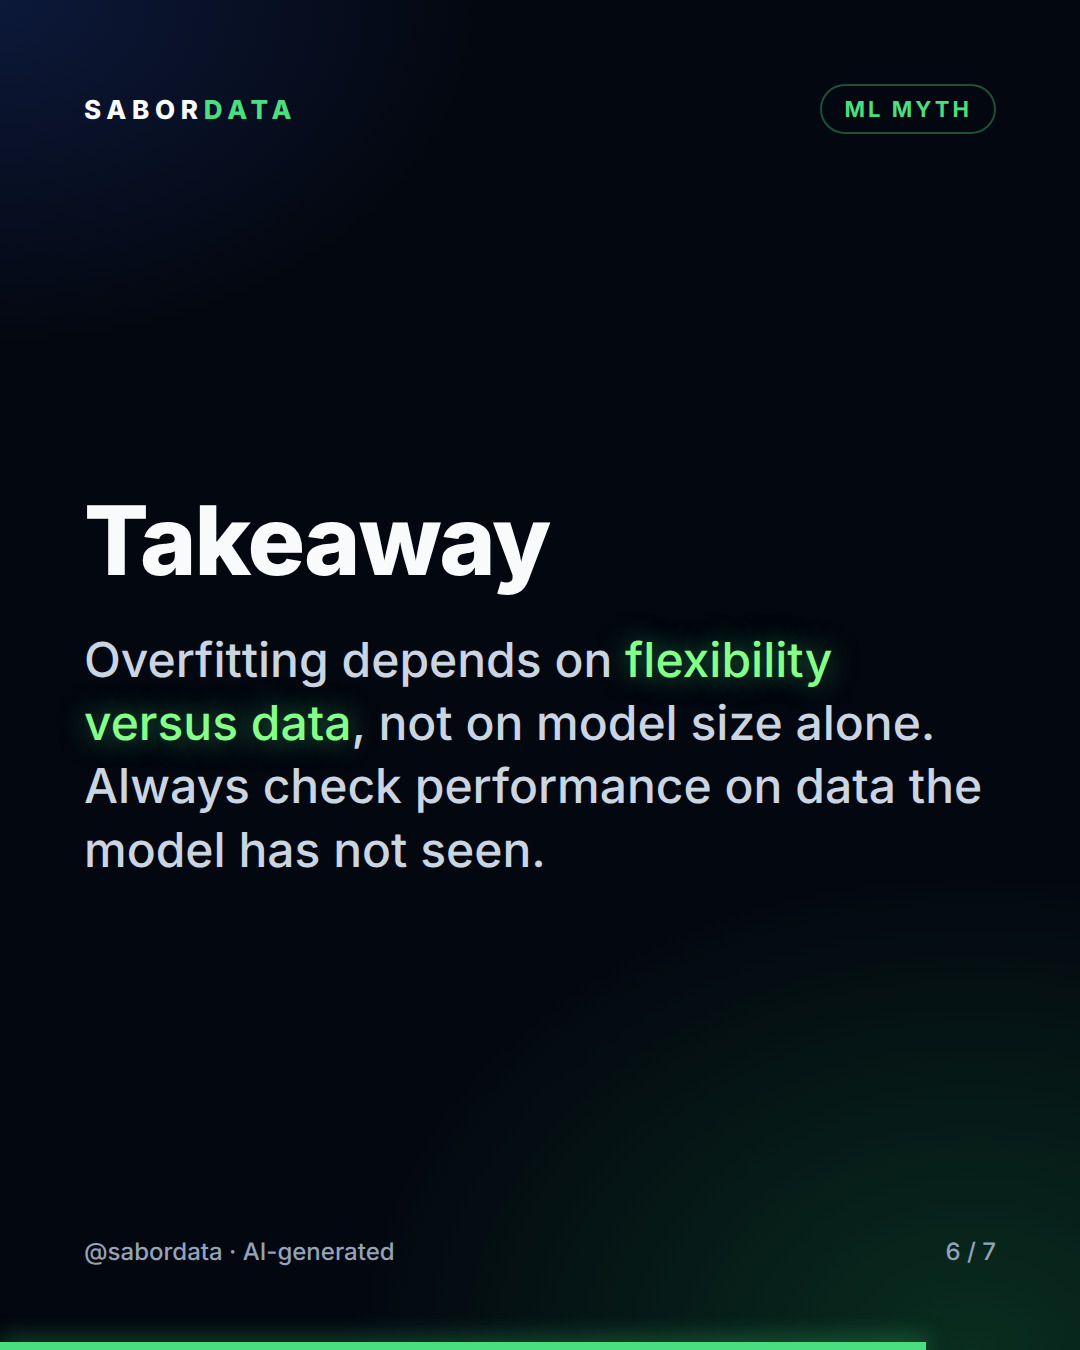 SABORDATA
ML MYTH
Takeaway
Overfitting depends on flexibility
versus data, not on model size alone.
Always check performance on data the
model has not seen.
@sabordata · AI-generated
6 / 7